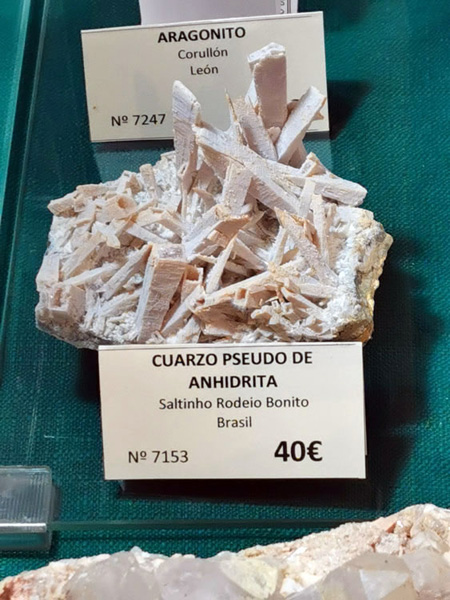 ARAGONITO
Corullón
León
Nº 7247
CUARZO PSEUDO DE
ANHIDRITA
Saltinho Rodeio Bonito
Brasil
Nº 7153 40€